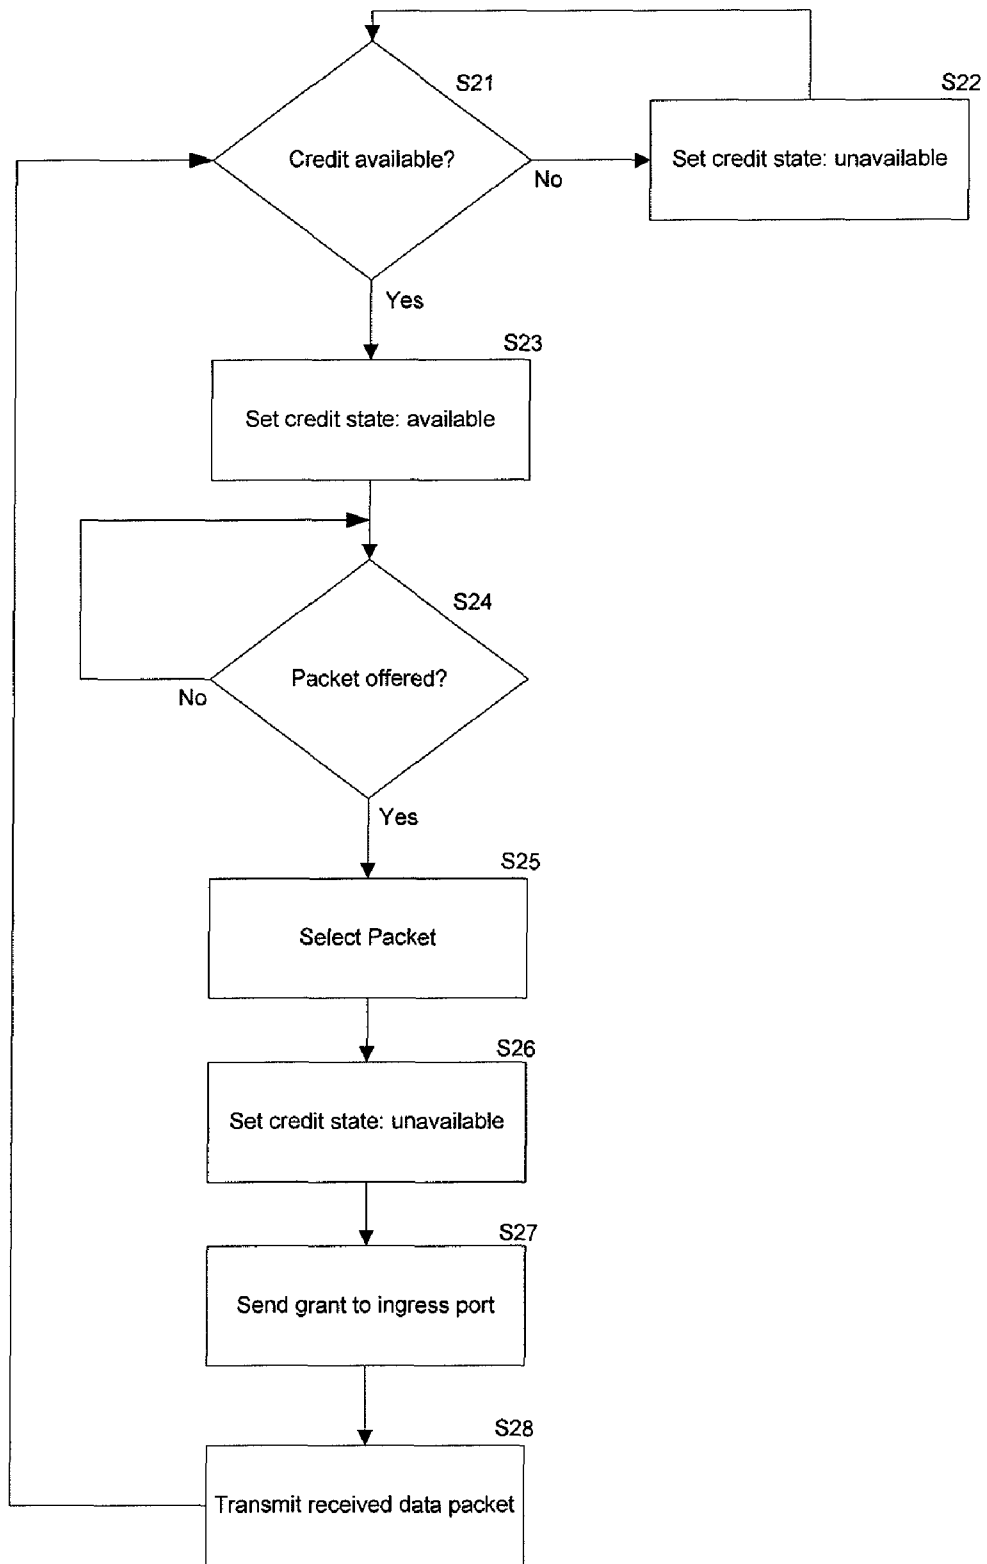 S21
S22
Credit available?
Set credit state: unavailable
No
Yes
S23
Set credit state: available
S24
Packet offered?
No
Yes
S25
Select Packet
S26
Set credit state: unavailable
S27
Send grant to ingress port
S28
Transmit received data packet